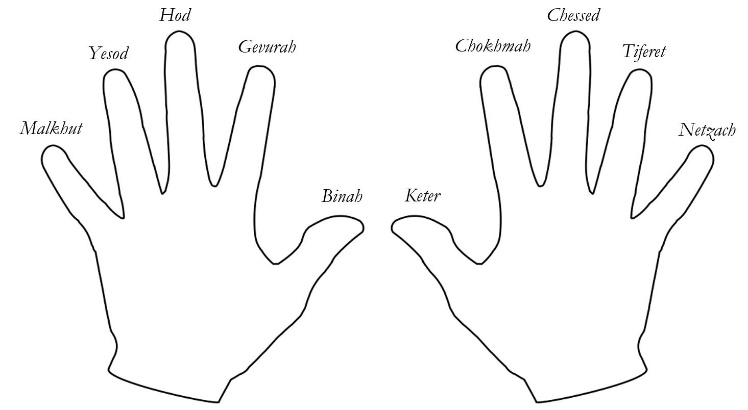 Malkhut
Yesod
Hod
Gevurah
Binah
Keter
Chokhmah
Chessed
Tiferet
Netzach